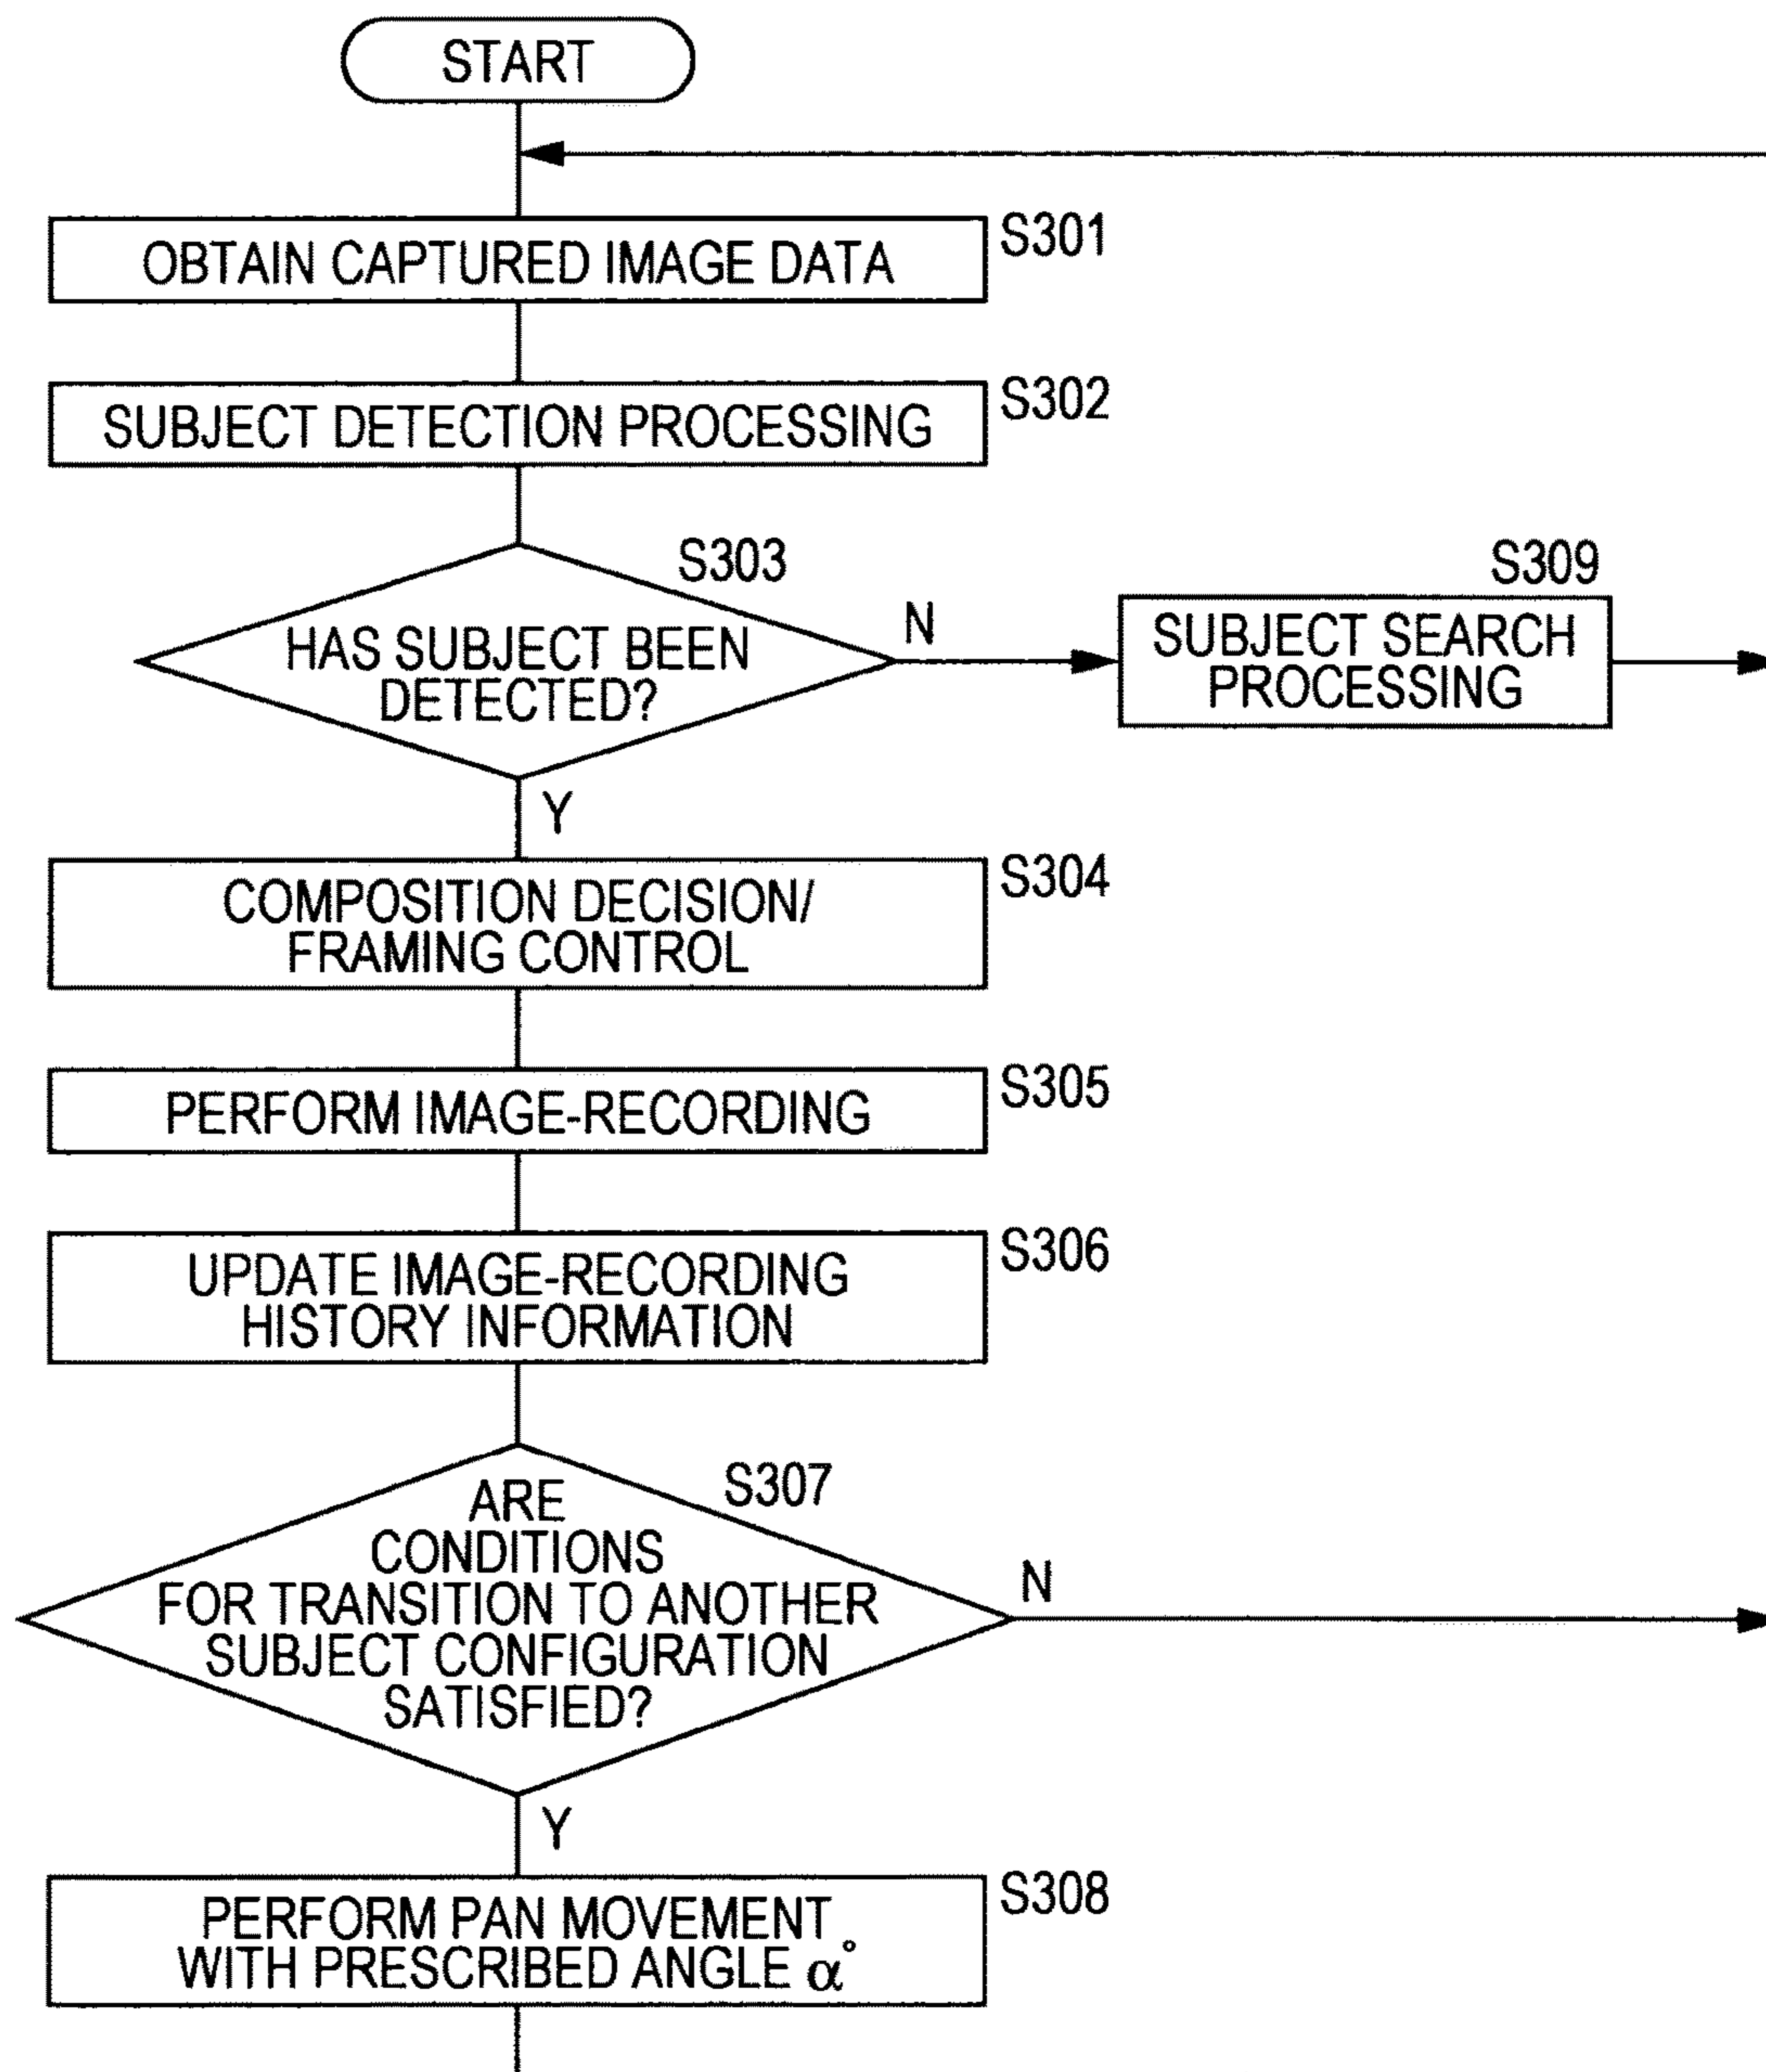 START
OBTAIN CAPTURED IMAGE DATA
S301
SUBJECT DETECTION PROCESSING
S302
S303
HAS SUBJECT BEEN
DETECTED?
N
S309
SUBJECT SEARCH
PROCESSING
Y
COMPOSITION DECISION/
FRAMING CONTROL
S304
PERFORM IMAGE-RECORDING
S305
UPDATE IMAGE-RECORDING
HISTORY INFORMATION
S306
S307
ARE
CONDITIONS
FOR TRANSITION TO ANOTHER
SUBJECT CONFIGURATION
SATISFIED?
N
Y
PERFORM PAN MOVEMENT
WITH PRESCRIBED ANGLE α°
S308